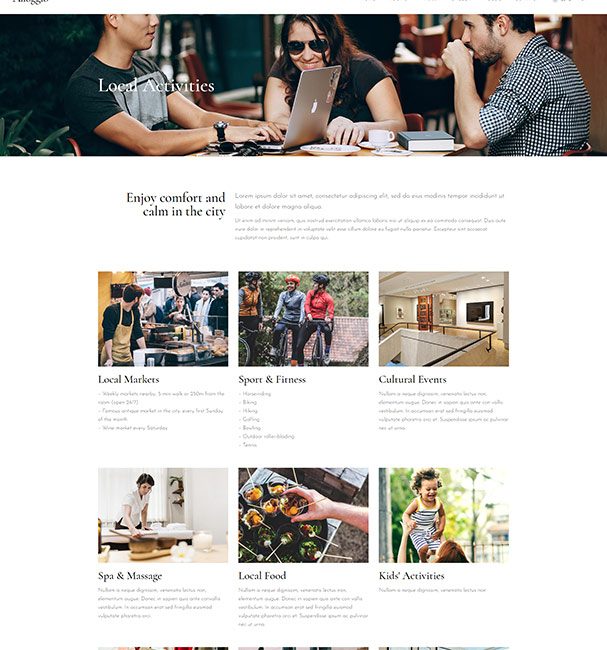 Local Activities
Enjoy comfort and
calm in the city
Lorem ipsum dolor sit amet, consectetur adipiscing elit, sed do eius modinis tempor incididunt ut
labore et dolore magna aliqua.
Ut enim ad minim veniam, quis nostrud exercitation ullamco laboris nisi ut aliquip ex ea commodo consequat. Duis aute
irure dolor in reprehenderit in voluptate velit esse cillum dolore eu fugiat nulla pariatur. Excepteur sint occaecat
cupidatat non proident, sunt in culpa qui.
Local Markets
– Weekly markets nearby: 5 min walk or 250m from the
room (open 24/7)
– Famous antique market in the city every first Sunday
of the month
– Wine market every Saturday
Sport & Fitness
– Horse-riding
– Biking
– Hiking
– Golfing
– Bowling
– Outdoor roller-blading
– Tennis
Cultural Events
Nullam a neque dignissim, venenatis lectus non,
elementum augue. Donec in sapien quis ante convallis
vestibulum. In accumsan erat sed fringilla euismod
vulputate pharetra orci. Suspendisse ipsum ac pulvinar
nec ut urna.
Spa & Massage
Nullam a neque dignissim, venenatis lectus non,
elementum augue. Donec in sapien quis ante convallis
vestibulum. In accumsan erat sed fringilla euismod
vulputate pharetra orci.
Local Food
Nullam a neque dignissim, venenatis lectus non,
elementum augue. Donec in sapien quis ante convallis
vestibulum. In accumsan erat sed fringilla euismod
vulputate pharetra orci. Suspendisse ipsum ac pulvinar
nec ut urna.
Kids' Activities
Nullam a neque dignissim, venenatis lectus non